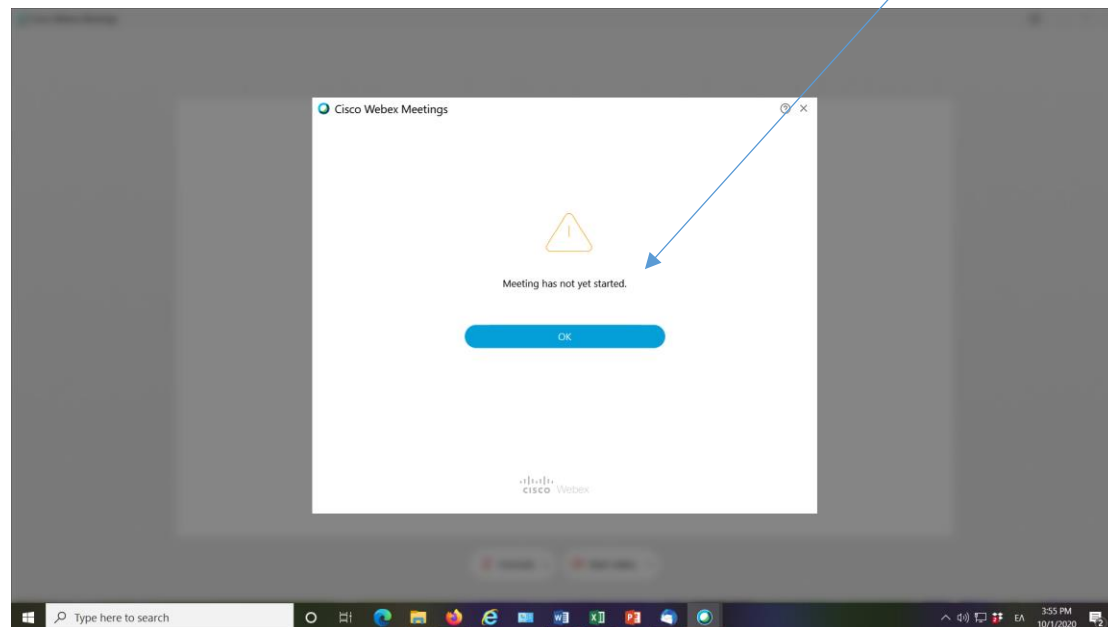 Cisco Webex Meetings
Meeting has not yet started.
OK
CISCO Webex
Type here to search
ΕΛ
3:55 PM
10/1/2020